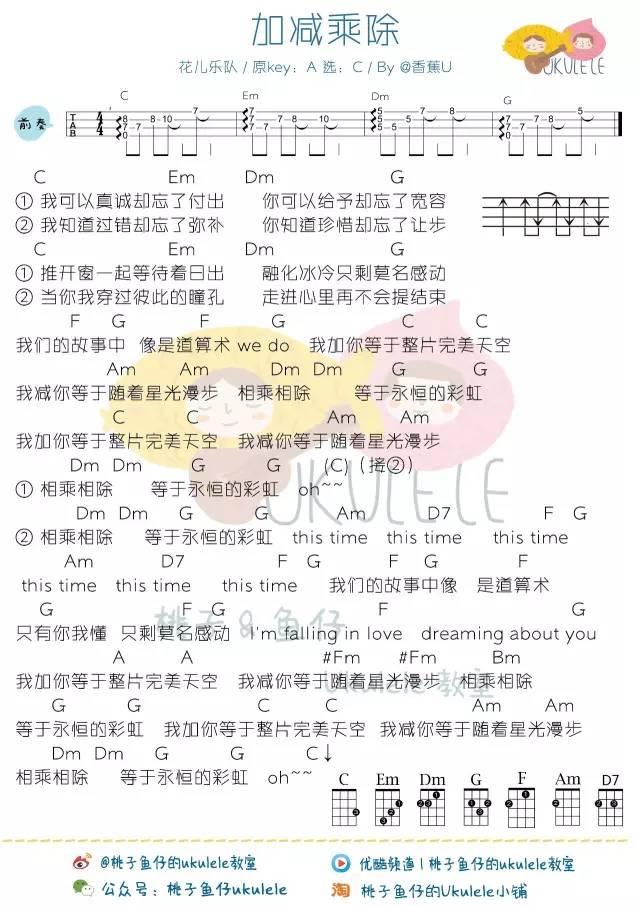 加减乘除
UKULELE
花儿乐队 / 原key：A 选：C / By @香蕉U
C Em Dm G
前奏
T A B 4 4
C Em Dm G
① 我可以真诚却忘了付出 你可以给予却忘了宽容
② 我知道过错却忘了弥补 你知道珍惜却忘了让步
C Em Dm G
① 推开窗一起等待着日出 融化冰冷只剩莫名感动
② 当你我穿过彼此的瞳孔 走进心里再不会提结束
F G F G C C
我们的故事中 像是道算术 we do 我加你等于整片完美天空
Am Am Dm Dm G G
我减你等于随着星光漫步 相乘相除 等于永恒的彩虹
C C Am Am
我加你等于整片完美天空 我减你等于随着星光漫步
Dm Dm G G (C) (接②)
① 相乘相除 等于永恒的彩虹 oh~~
UKULELE
Dm Dm G G Am D7 F G
② 相乘相除 等于永恒的彩虹 this time this time this time
Am D7 F G F G
this time this time this time 我们的故事中像 是道算术
G F G F G
桃子&鱼仔
只有你我懂 只剩莫名感动 I'm falling in love dreaming about you
A A #Fm #Fm Bm
我加你等于整片完美天空 我减你等于随着星光漫步 相乘相除
Ukulele教室
G G C C Am Am
等于永恒的彩虹 我加你等于整片完美天空 我减你等于随着星光漫步
Dm Dm G G C↓
相乘相除 等于永恒的彩虹 oh~~
C Em Dm G F Am D7
@桃子鱼仔的ukulele教室 优酷频道 | 桃子鱼仔的ukulele教室
公众号：桃子鱼仔ukulele 淘 桃子鱼仔的Ukulele小铺